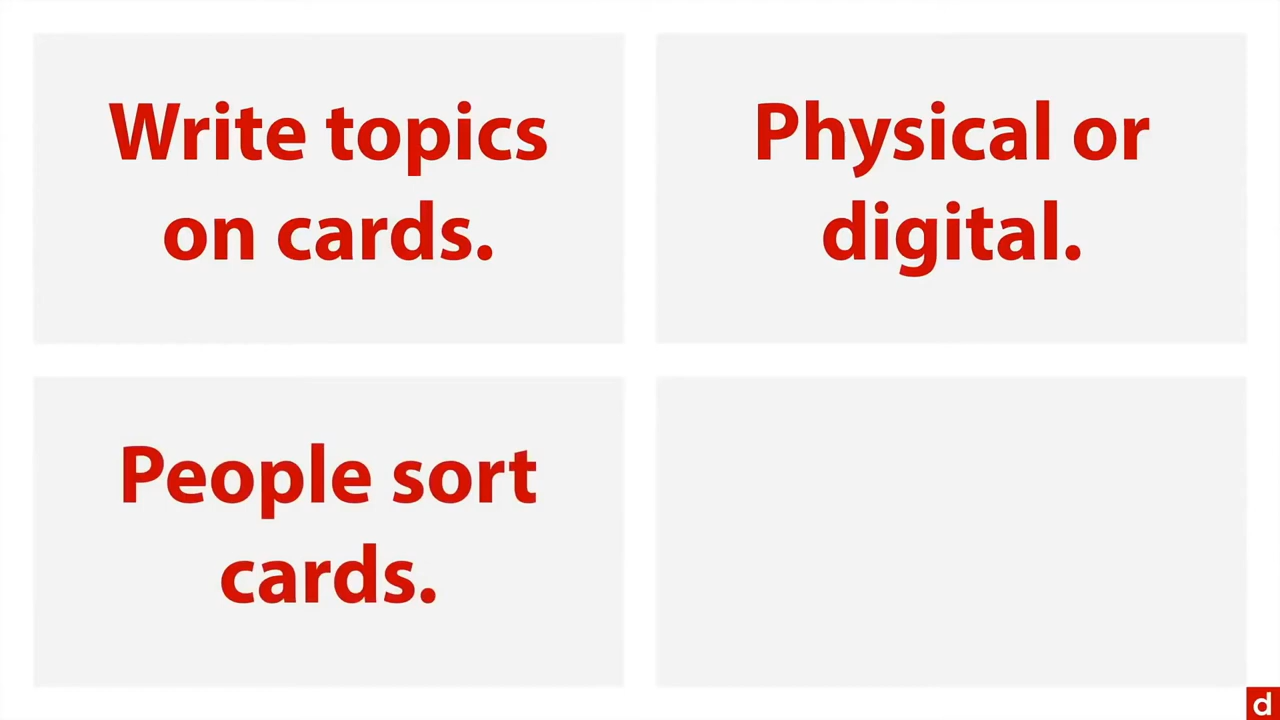 Write topics
on cards.
Physical or
digital.
People sort
cards.
d